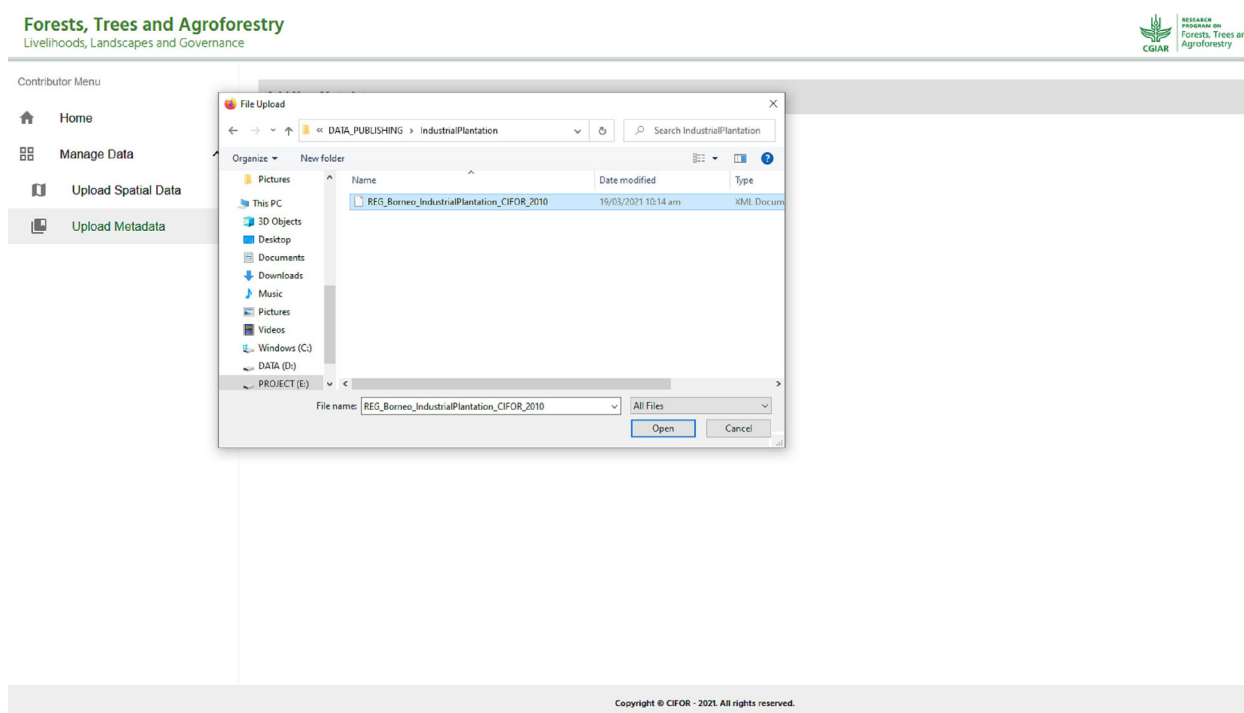 Forests, Trees and Agroforestry
Livelihoods, Landscapes and Governance
CGIAR
RESEARCH
PROGRAM ON
Forests, Trees
Agroforestry
Contributor Menu
Home
Manage Data
Upload Spatial Data
Upload Metadata
File Upload
« DATA_PUBLISHING › IndustrialPlantation
Search IndustrialPlantation
Organize
New folder
Name
Date modified
Type
Pictures
This PC
3D Objects
Desktop
Documents
Downloads
Music
Pictures
Videos
Windows (C:)
DATA (D:)
PROJECT (E:)
REG_Borneo_IndustrialPlantation_CIFOR_2010
19/03/2021 10:14 am
XML Docum
File name: REG_Borneo_IndustrialPlantation_CIFOR_2010
All Files
Open
Cancel
Copyright © CIFOR - 2021. All rights reserved.